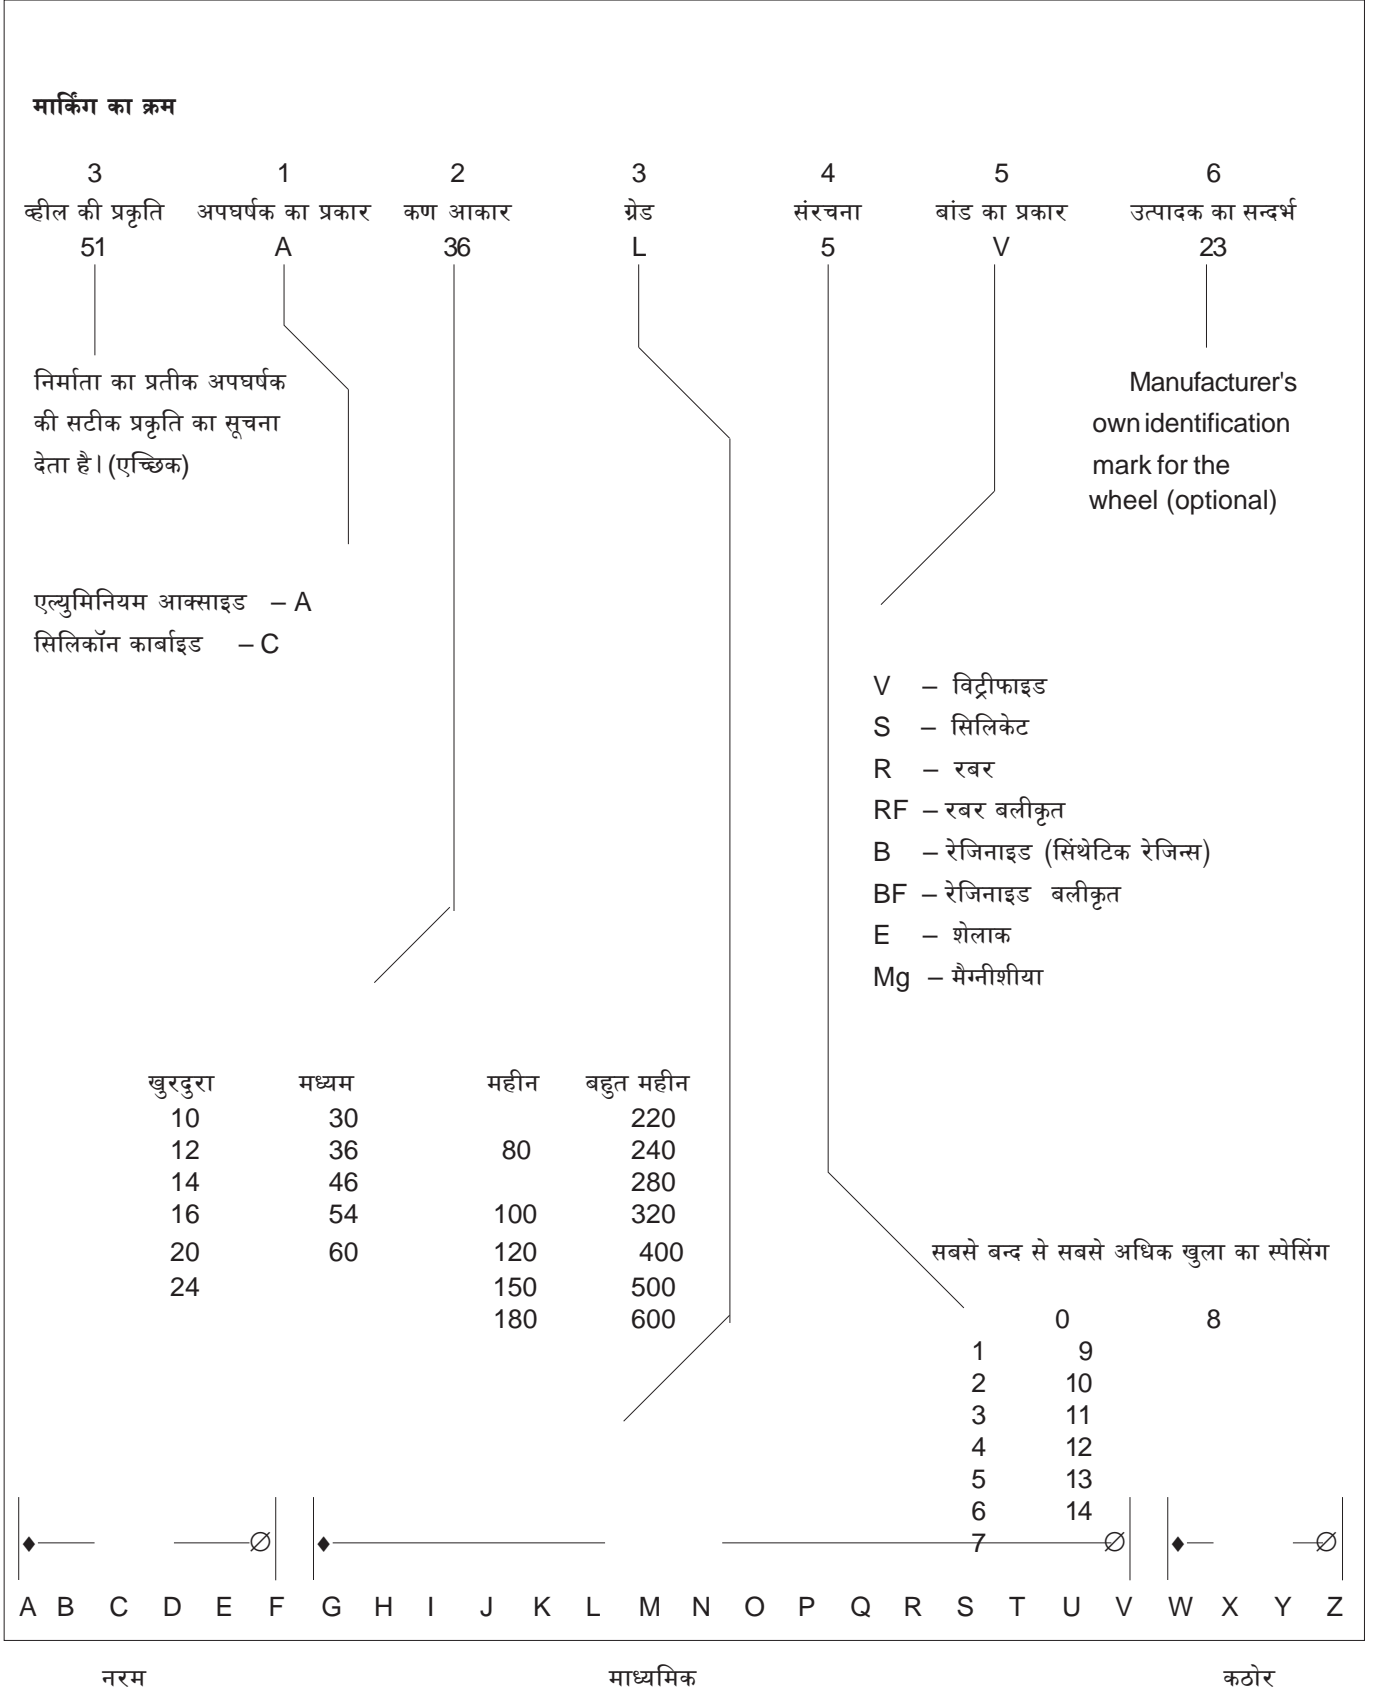 मार्किंग का क्रम
3 1 2 3 4 5 6
व्हील की प्रकृति अपघर्षक का प्रकार कण आकार ग्रेड संरचना बांड का प्रकार उत्पादक का सन्दर्भ
51 A 36 L 5 V 23
निर्माता का प्रतीक अपघर्षक
की सटीक प्रकृति का सूचना
देता है। (एच्छिक)
Manufacturer's
own identification
mark for the
wheel (optional)
एल्युमिनियम आक्साइड – A
सिलिकॉन कार्बाइड – C
V – विट्रीफाइड
S – सिलिकेट
R – रबर
RF – रबर बलीकृत
B – रेजिनाइड (सिंथेटिक रेजिन्स)
BF – रेजिनाइड बलीकृत
E – शेलाक
Mg – मैग्नीशीया
खुरदुरा मध्यम महीन बहुत महीन
10 30 220
12 36 80 240
14 46 280
16 54 100 320
20 60 120 400
24 150 500
180 600
सबसे बन्द से सबसे अधिक खुला का स्पेसिंग
0 8
1 9
2 10
3 11
4 12
5 13
6 14
7
A B C D E F G H I J K L M N O P Q R S T U V W X Y Z
नरम माध्यमिक कठोर